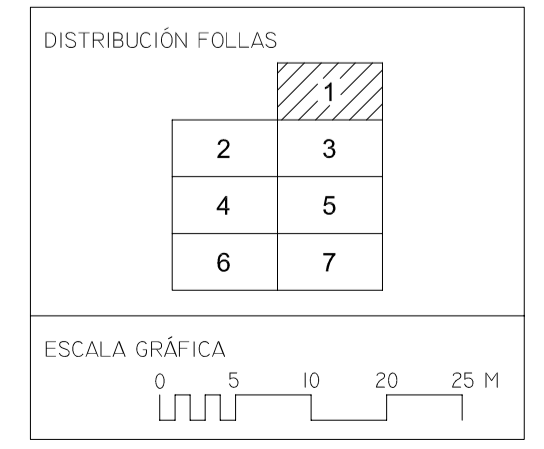 DISTRIBUCIÓN FOLLAS
1
2 3
4 5
6 7
ESCALA GRÁFICA
0 5 10 20 25 M